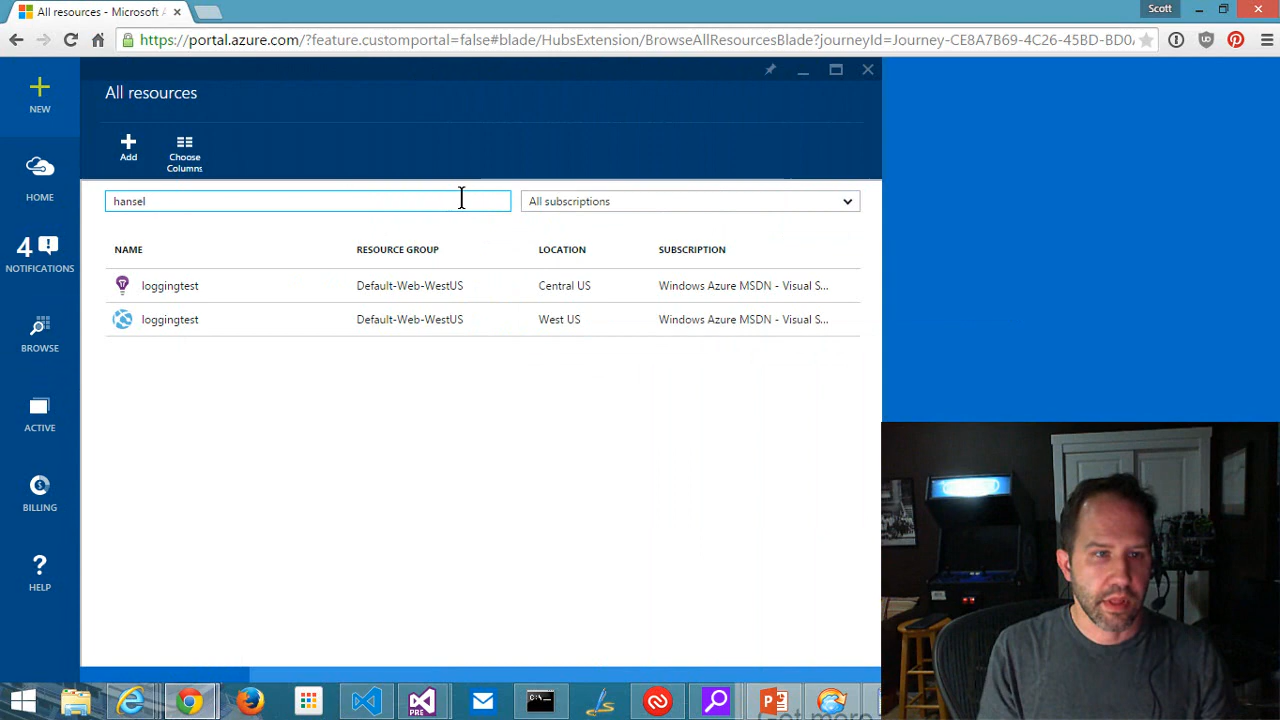 All resources - Microsoft A
Scott
https://portal.azure.com/?feature.customportal=false#blade/HubsExtension/BrowseAllResourcesBlade?journeyId=Journey-CE8A7B69-4C26-45BD-BD0
NEW
HOME
4
NOTIFICATIONS
BROWSE
ACTIVE
BILLING
HELP
All resources
Add
Choose
Columns
hansel
All subscriptions
NAME RESOURCE GROUP LOCATION SUBSCRIPTION
loggingtest Default-Web-WestUS Central US Windows Azure MSDN - Visual S...
loggingtest Default-Web-WestUS West US Windows Azure MSDN - Visual S...
PRE